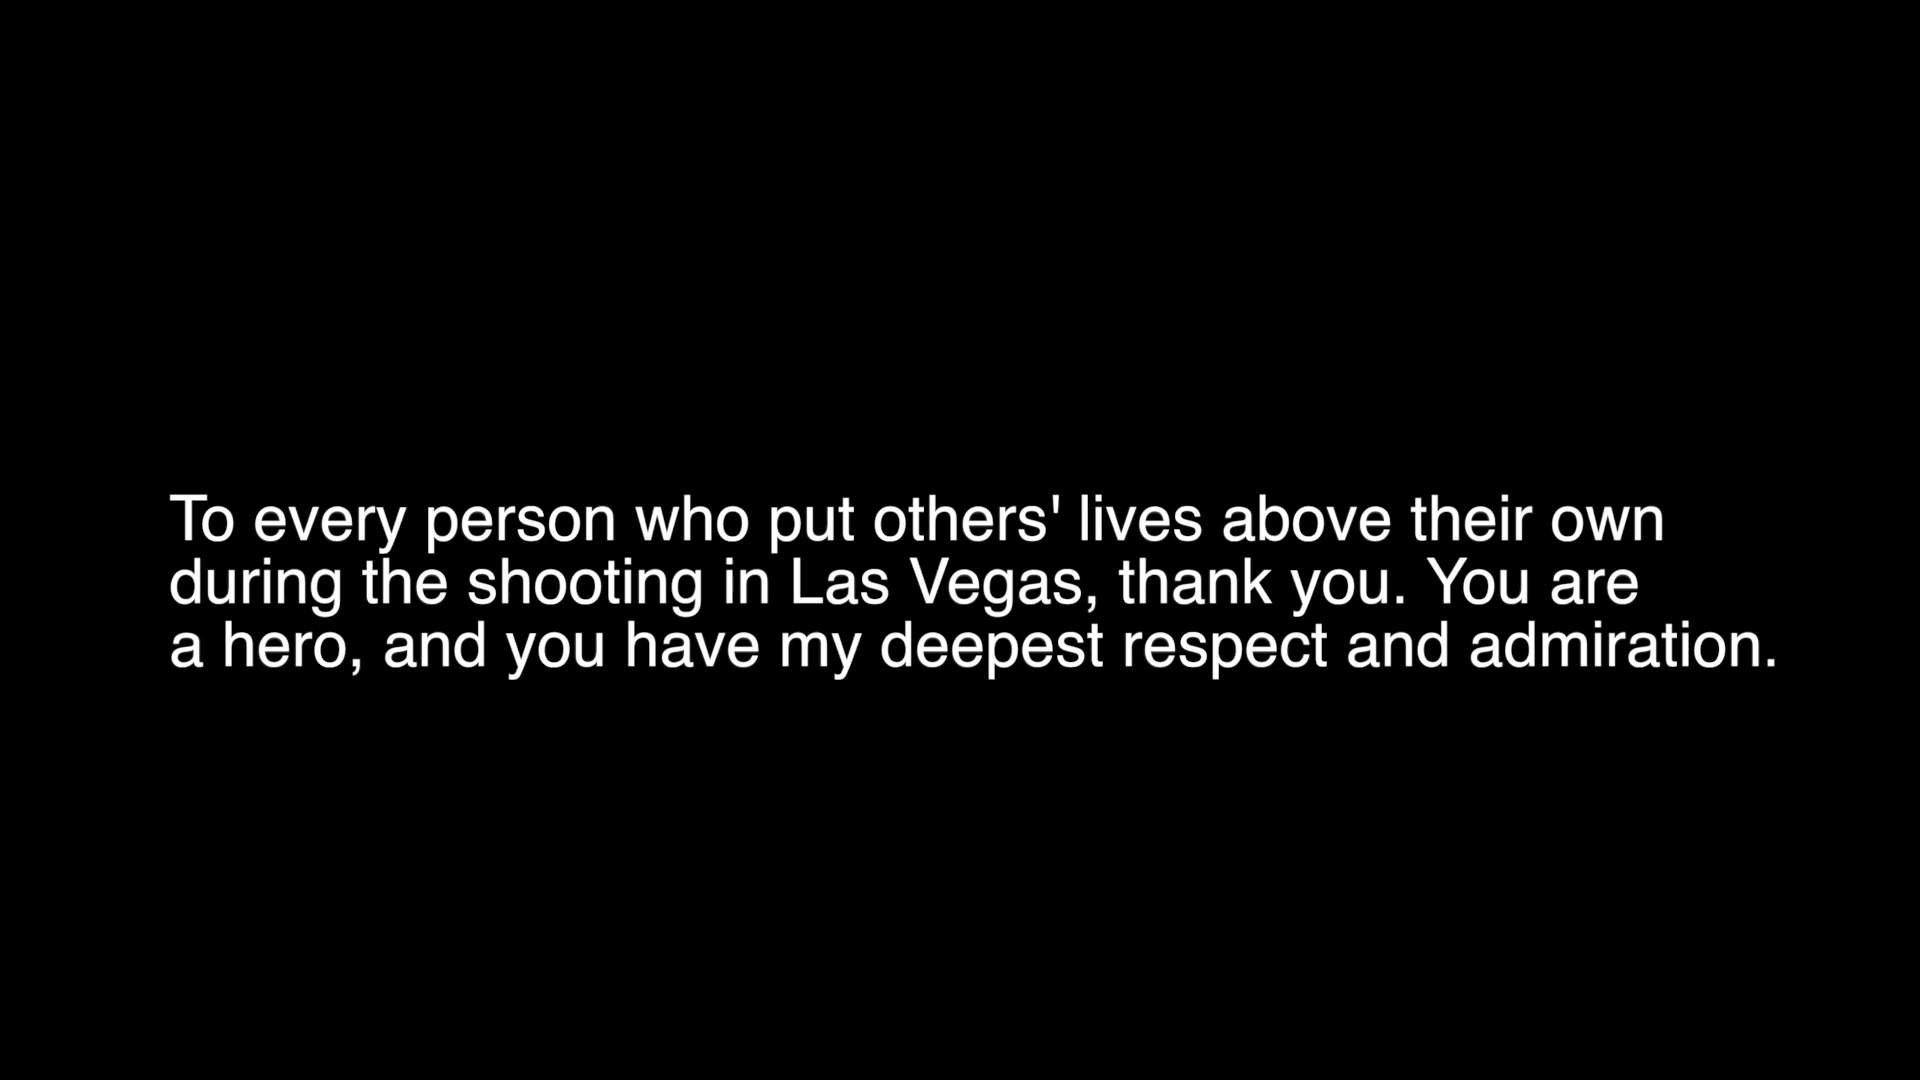 To every person who put others' lives above their own
during the shooting in Las Vegas, thank you. You are
a hero, and you have my deepest respect and admiration.